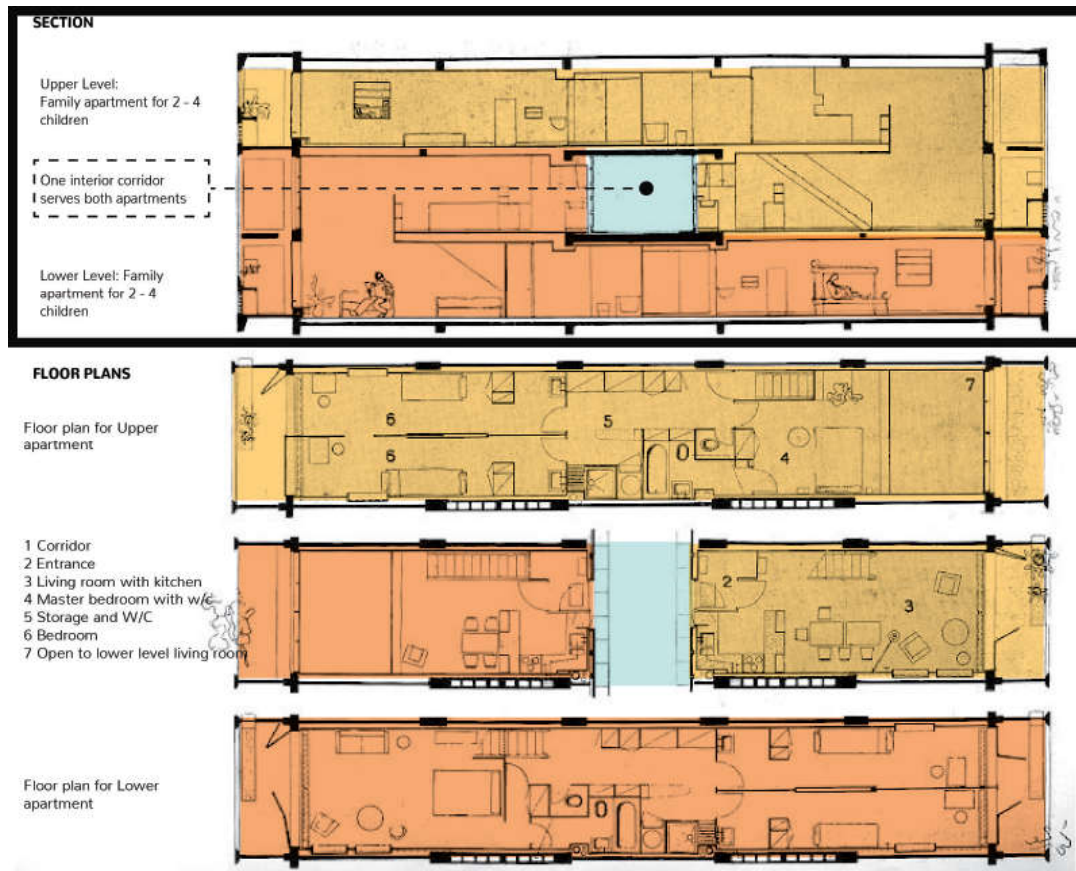 SECTION
Upper Level:
Family apartment for 2 - 4
children
One interior corridor
serves both apartments
Lower Level: Family
apartment for 2 - 4
children
FLOOR PLANS
Floor plan for Upper
apartment
6
6
5
4
7
1 Corridor
2 Entrance
3 Living room with kitchen
4 Master bedroom with w/c
5 Storage and W/C
6 Bedroom
7 Open to lower level living room
2
3
Floor plan for Lower
apartment